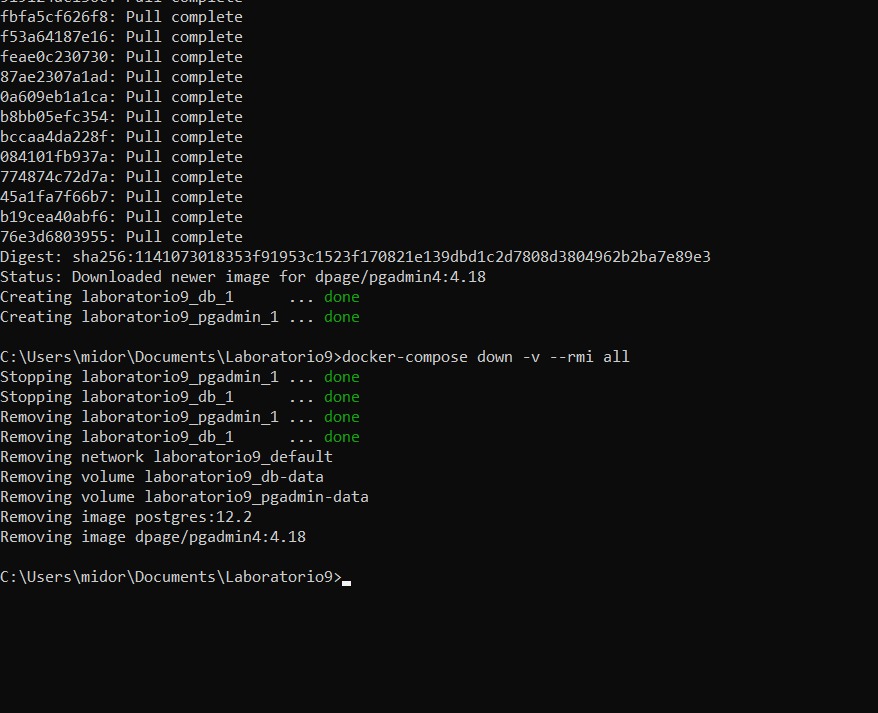 fbfa5cf626f8: Pull complete
f53a64187e16: Pull complete
feae0c230730: Pull complete
87ae2307a1ad: Pull complete
0a609eb1a1ca: Pull complete
b8bb05efc354: Pull complete
bccaa4da228f: Pull complete
084101fb937a: Pull complete
774874c72d7a: Pull complete
45a1fa7f66b7: Pull complete
b19cea40abf6: Pull complete
76e3d6803955: Pull complete
Digest: sha256:1141073018353f91953c1523f170821e139dbd1c2d7808d3804962b2ba7e89e3
Status: Downloaded newer image for dpage/pgadmin4:4.18
Creating laboratorio9_db_1      ... done
Creating laboratorio9_pgadmin_1 ... done
C:\Users\midor\Documents\Laboratorio9>docker-compose down -v --rmi all
Stopping laboratorio9_pgadmin_1 ... done
Stopping laboratorio9_db_1      ... done
Removing laboratorio9_pgadmin_1 ... done
Removing laboratorio9_db_1      ... done
Removing network laboratorio9_default
Removing volume laboratorio9_db-data
Removing volume laboratorio9_pgadmin-data
Removing image postgres:12.2
Removing image dpage/pgadmin4:4.18
C:\Users\midor\Documents\Laboratorio9>